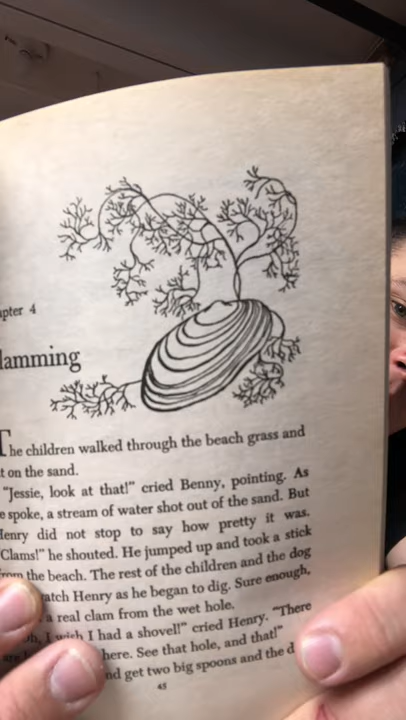 apter 4
lamming
The children walked through the beach grass and
t on the sand.
"Jessie, look at that!" cried Benny, pointing. As
e spoke, a stream of water shot out of the sand. But
Henry did not stop to say how pretty it was.
Clams!" he shouted. He jumped up and took a stick
from the beach. The rest of the children and the dog
atch Henry as he began to dig. Sure enough,
a real clam from the wet hole.
h, I wish I had a shovel!" cried Henry. "There
here. See that hole, and that!"
nd get two big spoons and the d
45